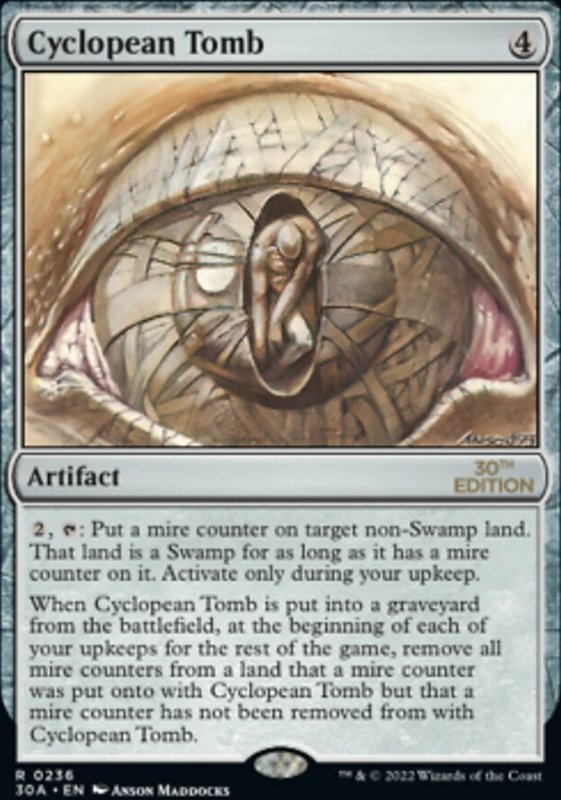 Cyclopean Tomb 4
Artifact
30TH
EDITION
2, T: Put a mire counter on target non-Swamp land.
That land is a Swamp for as long as it has a mire
counter on it. Activate only during your upkeep.
When Cyclopean Tomb is put into a graveyard
from the battlefield, at the beginning of each of
your upkeeps for the rest of the game, remove all
mire counters from a land that a mire counter
was put onto with Cyclopean Tomb but that a
mire counter has not been removed from with
Cyclopean Tomb.
R 0236
30A • EN Anson Maddocks
™ & © 2022 Wizards of the Coast